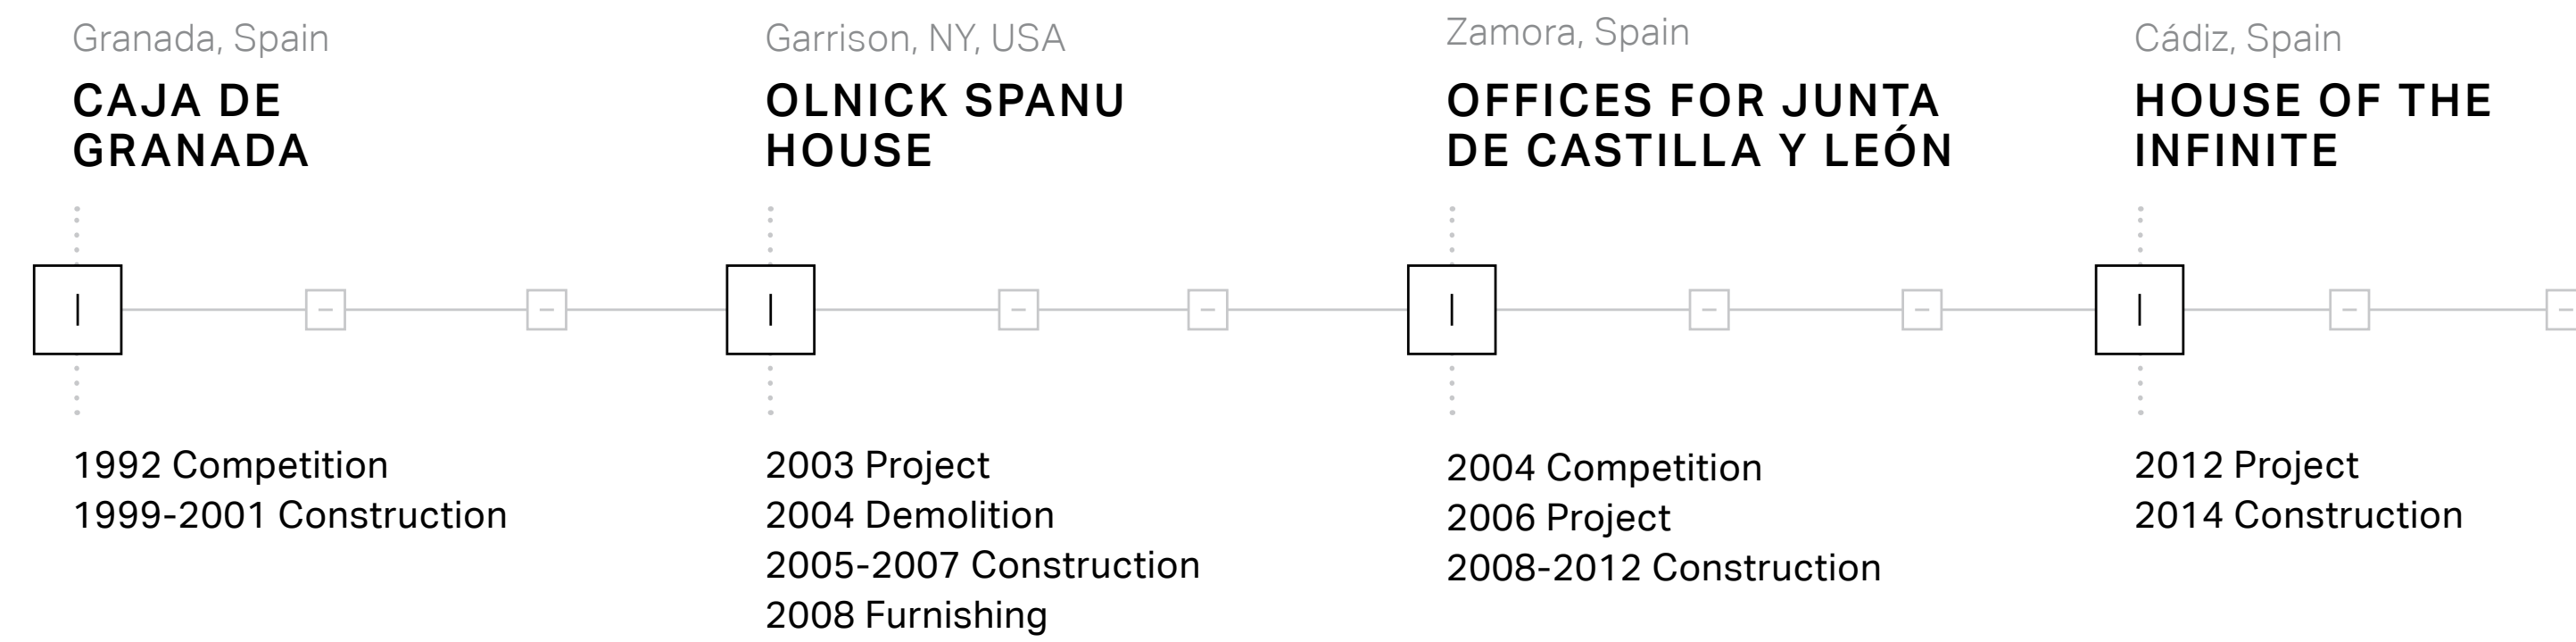 Granada, Spain
CAJA DE
GRANADA
1992 Competition
1999-2001 Construction
Garrison, NY, USA
OLNICK SPANU
HOUSE
2003 Project
2004 Demolition
2005-2007 Construction
2008 Furnishing
Zamora, Spain
OFFICES FOR JUNTA
DE CASTILLA Y LEÓN
2004 Competition
2006 Project
2008-2012 Construction
Cádiz, Spain
HOUSE OF THE
INFINITE
2012 Project
2014 Construction